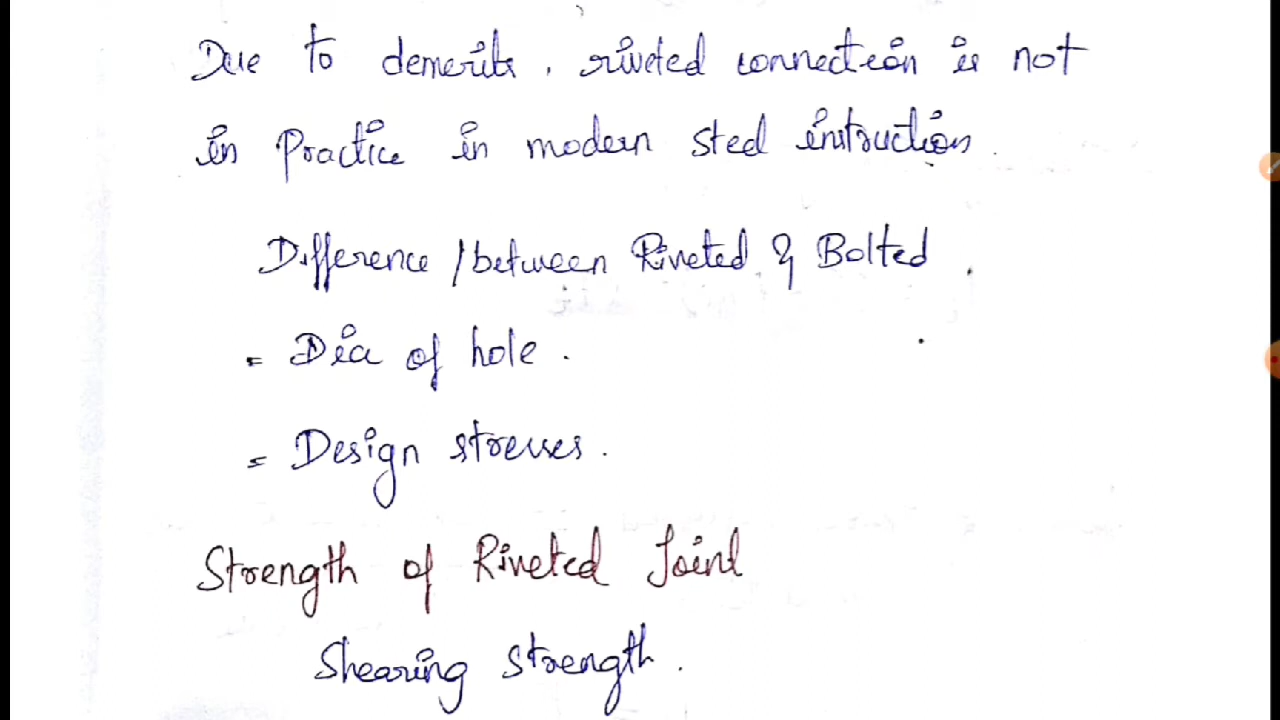 Due to demerits, riveted connection is not
in Practice in modern steel instruction.
Difference / between Riveted & Bolted.
= Dia of hole.
= Design stresses.
Strength of Riveted Joint
Shearing strength.